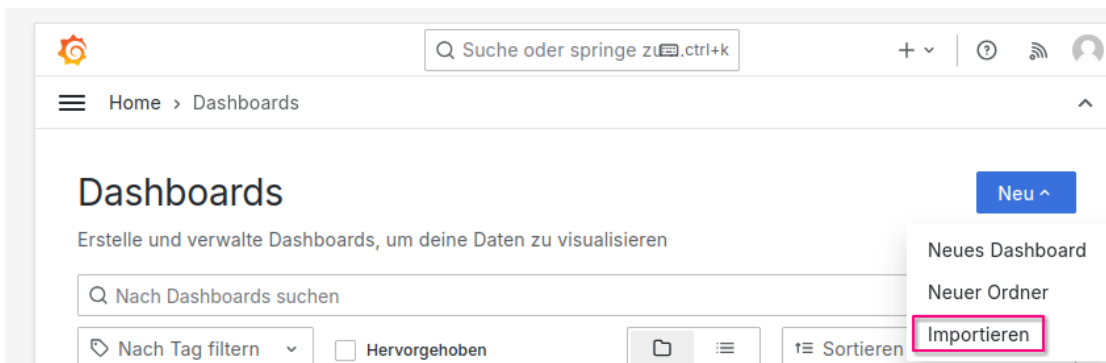 Suche oder springe zu ctrl+k
Home › Dashboards
Dashboards
Neu
Erstelle und verwalte Dashboards, um deine Daten zu visualisieren
Neues Dashboard
Nach Dashboards suchen
Neuer Ordner
Nach Tag filtern
Hervorgehoben
Sortieren
Importieren